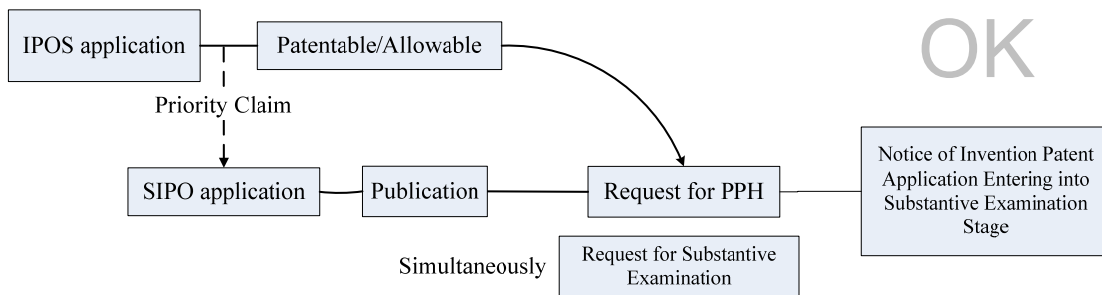 IPOS application
Patentable/Allowable
OK
Priority Claim
SIPO application
Publication
Request for PPH
Notice of Invention Patent
Application Entering into
Substantive Examination
Stage
Simultaneously
Request for Substantive
Examination